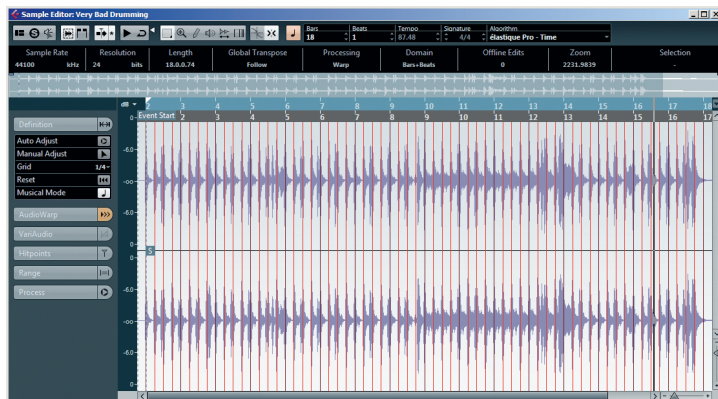 Sample Editor: Very Bad Drumming
Bars Beats Tempo Signature Algorithm
18 1 87.48 4/4 élastique Pro - Time
Sample Rate Resolution Length Global Transpose Processing Domain Offline Edits Zoom Selection
44100 kHz 24 bits 18.0.0.74 Follow Warp Bars+Beats 0 2231.9839 -
2 3 4 5 6 7 8 9 10 11 12 13 14 15 16 17 18
Event Start 2 3 4 5 6 7 8 9 10 11 12 13 14 15 16 17
Definition
Auto Adjust
Manual Adjust
Grid 1/4
Reset
Musical Mode
AudioWarp
VariAudio
Hitpoints
Range
Process
0
-6.0
-oo
-6.0
0
S
0
-6.0
-oo
-6.0
0